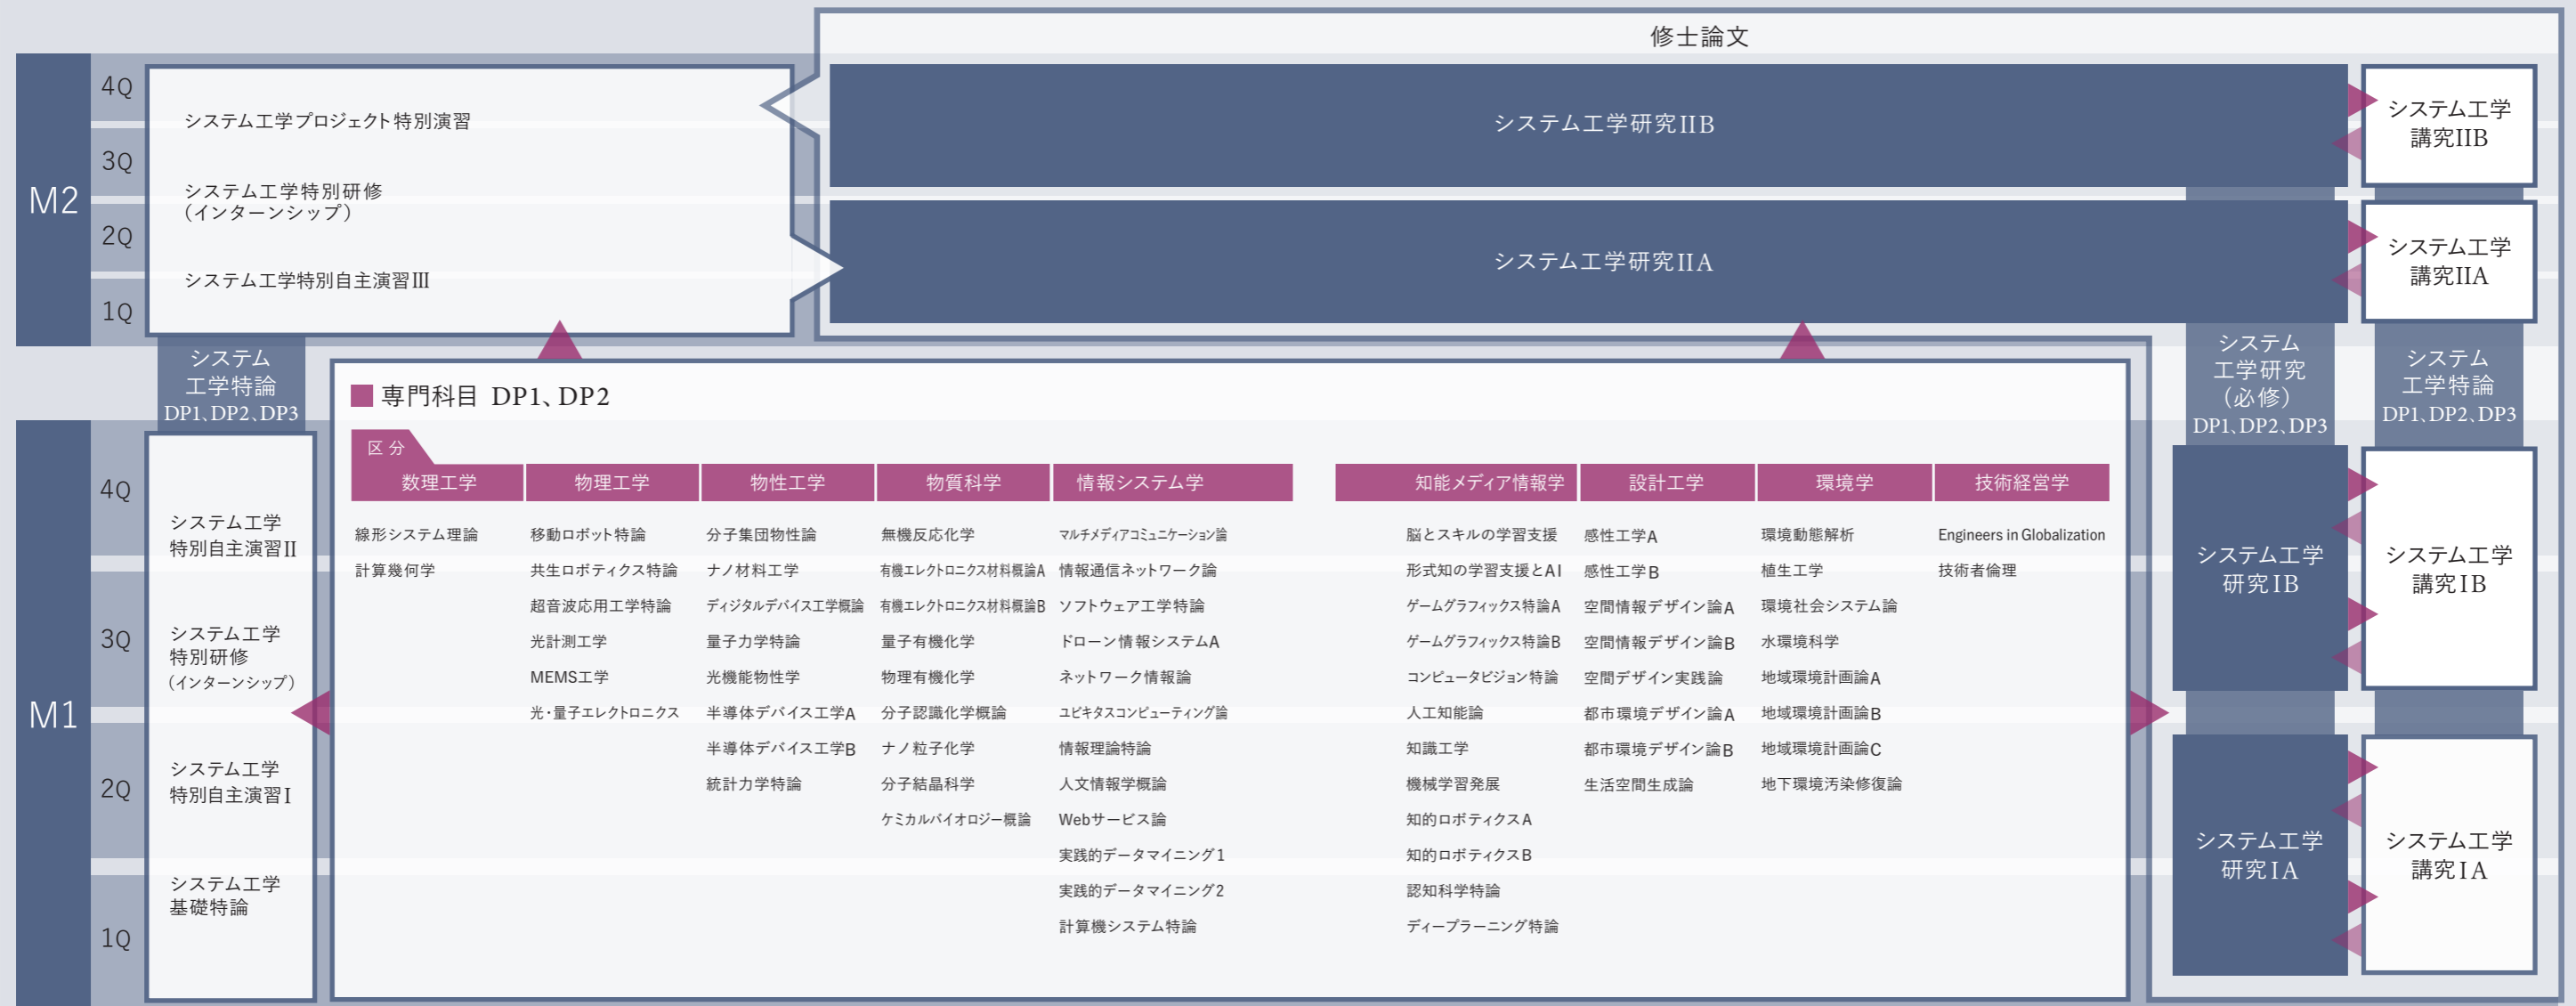 修士論文
M2
4Q
3Q
2Q
1Q
システム工学プロジェクト特別演習
システム工学特別研修
（インターンシップ）
システム工学特別自主演習III
システム工学研究IIB
システム工学研究IIA
システム工学
講究IIB
システム工学
講究IIA
システム
工学特論
DP1、DP2、DP3
システム
工学研究
（必修）
DP1、DP2、DP3
システム
工学特論
DP1、DP2、DP3
M1
4Q
3Q
2Q
1Q
システム工学
特別自主演習II
システム工学
特別研修
（インターンシップ）
システム工学
特別自主演習I
システム工学
基礎特論
専門科目 DP1、DP2
区分
数理工学
線形システム理論
計算幾何学
物理工学
移動ロボット特論
共生ロボティクス特論
超音波応用工学特論
光計測工学
MEMS工学
光・量子エレクトロニクス
物性工学
分子集団物性論
ナノ材料工学
ディジタルデバイス工学概論
量子力学特論
光機能物性学
半導体デバイス工学A
半導体デバイス工学B
統計力学特論
物質科学
無機反応化学
有機エレクトロニクス材料概論A
有機エレクトロニクス材料概論B
量子有機化学
物理有機化学
分子認識化学概論
ナノ粒子化学
分子結晶科学
ケミカルバイオロジー概論
情報システム学
マルチメディアコミュニケーション論
情報通信ネットワーク論
ソフトウェア工学特論
ドローン情報システムA
ネットワーク情報論
ユビキタスコンピューティング論
情報理論特論
人文情報学概論
Webサービス論
実践的データマイニング1
実践的データマイニング2
計算機システム特論
知能メディア情報学
脳とスキルの学習支援
形式知の学習支援とAI
ゲームグラフィックス特論A
ゲームグラフィックス特論B
コンピュータビジョン特論
人工知能論
知識工学
機械学習発展
知的ロボティクスA
知的ロボティクスB
認知科学特論
ディープラーニング特論
設計工学
感性工学A
感性工学B
空間情報デザイン論A
空間情報デザイン論B
空間デザイン実践論
都市環境デザイン論A
都市環境デザイン論B
生活空間生成論
環境学
環境動態解析
植生工学
環境社会システム論
水環境科学
地域環境計画論A
地域環境計画論B
地域環境計画論C
地下環境汚染修復論
技術経営学
Engineers in Globalization
技術者倫理
システム工学
研究IB
システム工学
講究IB
システム工学
研究IA
システム工学
講究IA